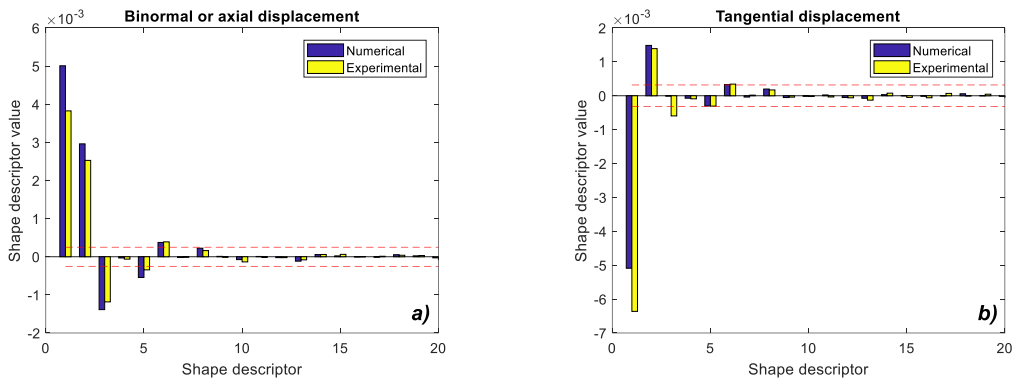 Binormal or axial displacement
×10⁻³
6
5
4
3
2
1
0
-1
-2
0 5 10 15 20
Shape descriptor value
Shape descriptor
Numerical
Experimental
a)
Tangential displacement
×10⁻³
2
1
0
-1
-2
-3
-4
-5
-6
-7
0 5 10 15 20
Shape descriptor value
Shape descriptor
Numerical
Experimental
b)